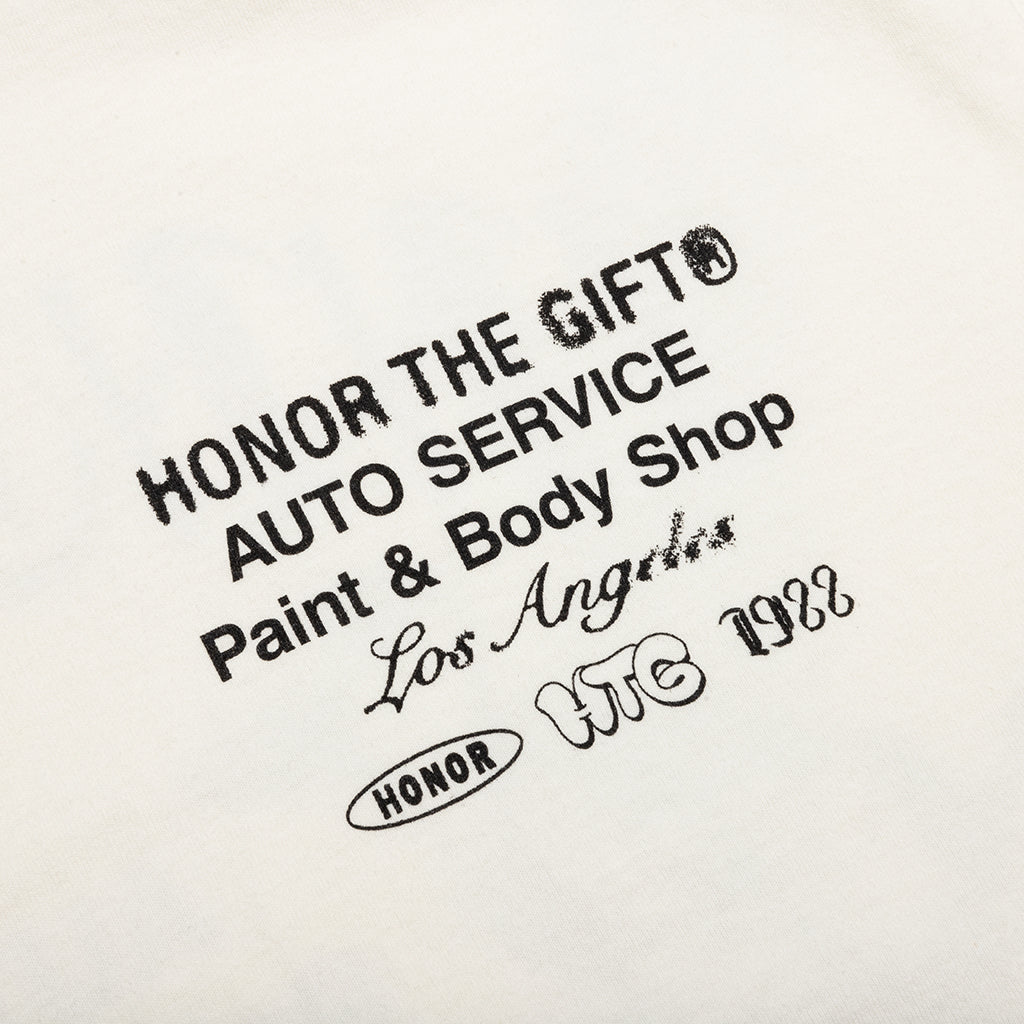 HONOR THE GIFT®
AUTO SERVICE
Paint & Body Shop
Los Angeles
HONOR HTG 1988